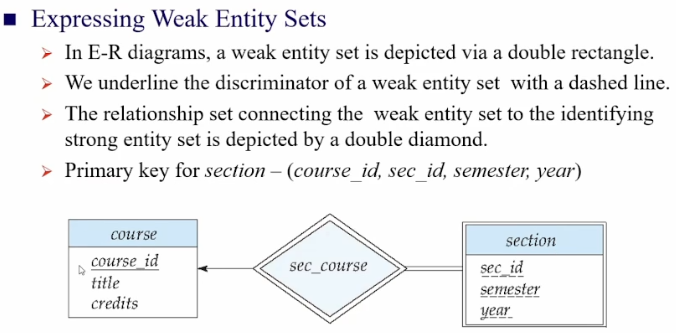 Expressing Weak Entity Sets
In E-R diagrams, a weak entity set is depicted via a double rectangle.
We underline the discriminator of a weak entity set with a dashed line.
The relationship set connecting the weak entity set to the identifying
strong entity set is depicted by a double diamond.
Primary key for section – (course_id, sec_id, semester, year)
course
course_id
title
credits
sec_course
section
sec_id
semester
year